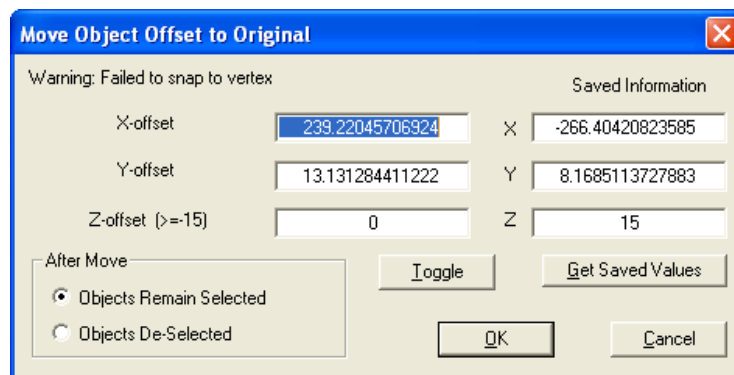 Move Object Offset to Original
Warning: Failed to snap to vertex
Saved Information
X-offset 239.22045706924 X -266.40420823585
Y-offset 13.131284411222 Y 8.1685113727883
Z-offset (>=-15) 0 Z 15
After Move
Toggle Get Saved Values
Objects Remain Selected
Objects De-Selected
OK Cancel